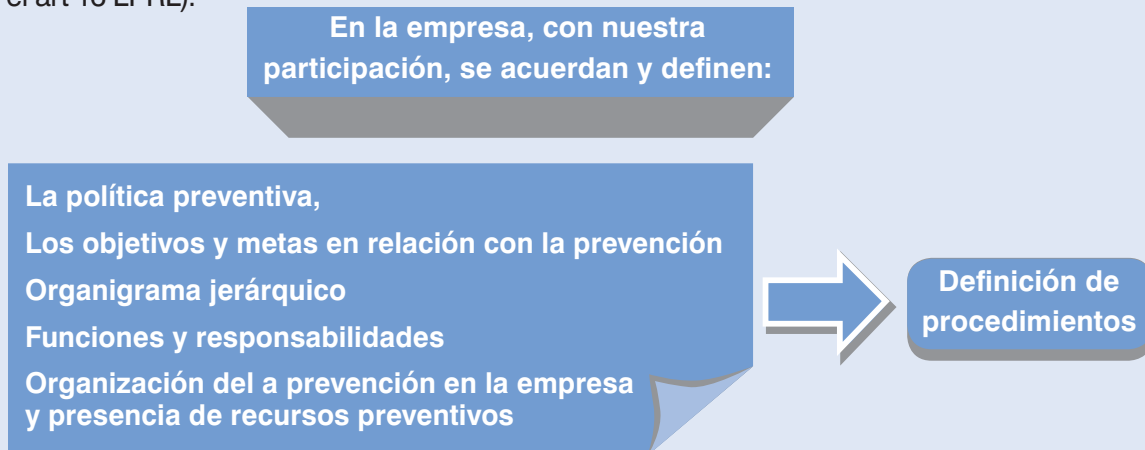 el art 16 LPRL).
En la empresa, con nuestra
participación, se acuerdan y definen:
La política preventiva,
Los objetivos y metas en relación con la prevención
Organigrama jerárquico
Funciones y responsabilidades
Organización del a prevención en la empresa
y presencia de recursos preventivos
Definición de
procedimientos